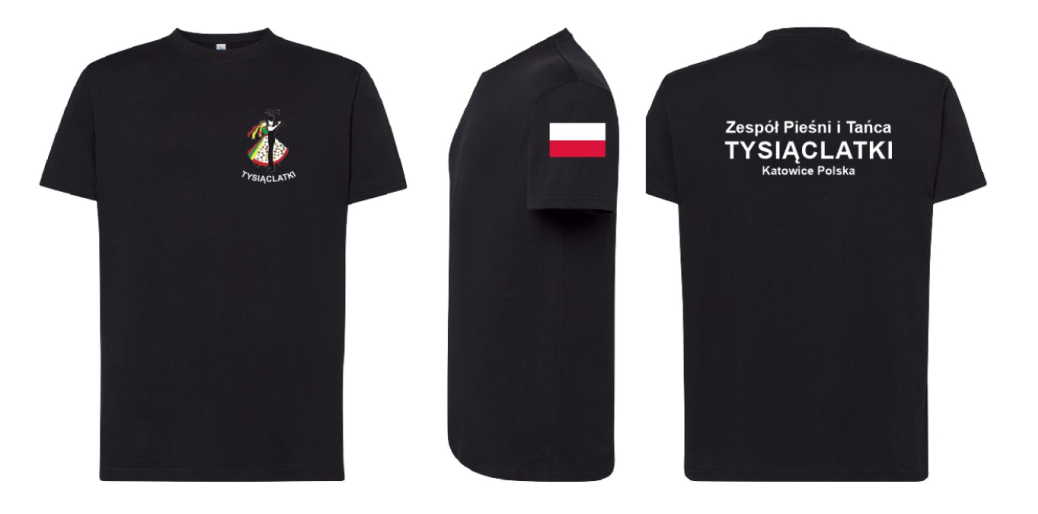 TYSIĄCLATKI
Zespół Pieśni i Tańca
TYSIĄCLATKI
Katowice Polska